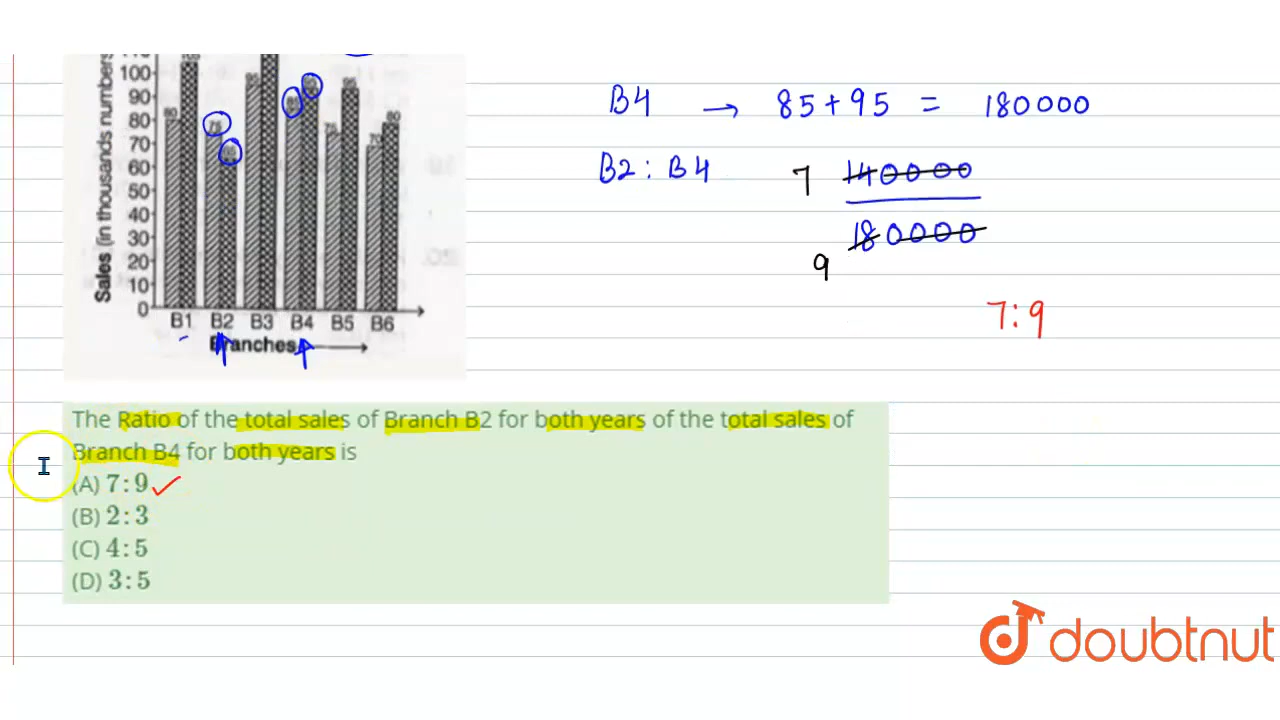 100
90
80
70
60
50
40
30
20
10
0
Sales (in thousands numbers
75
65
95
85
95
75
95
B1 B2 B3 B4 B5 B6
Branches
B4 → 85+95 = 180000
B2 : B4
7 140000
180000
9
7:9
The Ratio of the total sales of Branch B2 for both years of the total sales of
Branch B4 for both years is
(A) 7:9 ✓
(B) 2:3
(C) 4:5
(D) 3:5
doubtnut